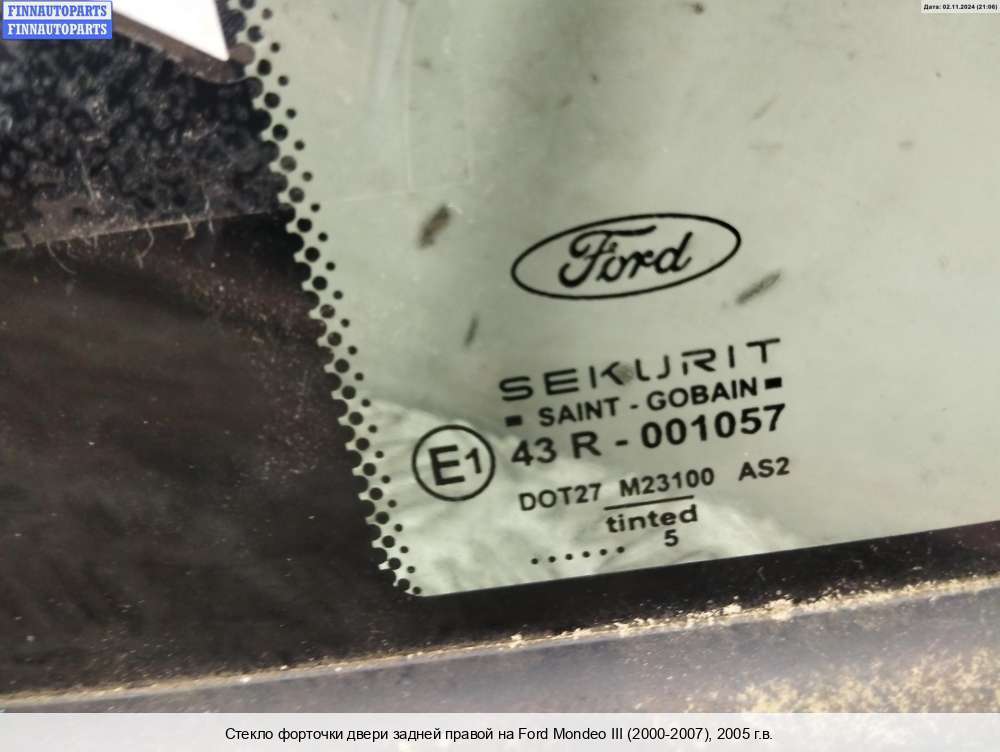 FINNAUTOPARTS
FINNAUTOPARTS
Дата: 02.11.2024 (21:06)
Ford
SEKURIT
SAINT - GOBAIN
E1 43 R - 001057
DOT27 M23100 AS2
tinted
...... 5
Стекло форточки двери задней правой на Ford Mondeo III (2000-2007), 2005 г.в.